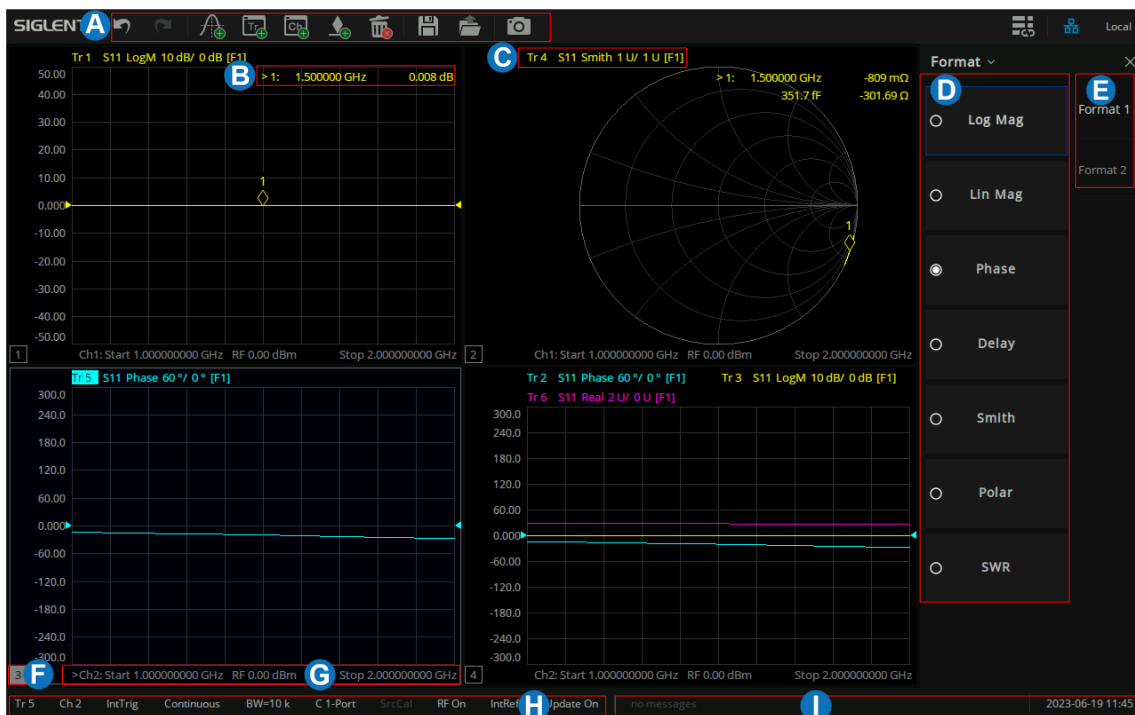 SIGLENT A Tr Ch Local
Tr 1 S11 LogM 10 dB/ 0 dB [F1]
B >1: 1.500000 GHz 0.008 dB
50.00
40.00
30.00
20.00
10.00
0.000
-10.00
-20.00
-30.00
-40.00
-50.00
1
1 Ch1: Start 1.000000000 GHz RF 0.00 dBm Stop 2.000000000 GHz
C Tr 4 S11 Smith 1 U/ 1 U [F1]
>1: 1.500000 GHz -809 mΩ
351.7 fF -301.69 Ω
1
2 Ch1: Start 1.000000000 GHz RF 0.00 dBm Stop 2.000000000 GHz
Tr 5 S11 Phase 60 °/ 0 ° [F1]
300.0
240.0
180.0
120.0
60.00
0.000
-60.00
-120.0
-180.0
-240.0
-300.0
3 F >Ch2: Start 1.000000000 GHz RF 0.00 dBm G Stop 2.000000000 GHz
Tr 2 S11 Phase 60 °/ 0 ° [F1] Tr 3 S11 LogM 10 dB/ 0 dB [F1]
Tr 6 S11 Real 2 U/ 0 U [F1]
300.0
240.0
180.0
120.0
60.00
0.000
-60.00
-120.0
-180.0
-240.0
-300.0
4 Ch2: Start 1.000000000 GHz RF 0.00 dBm Stop 2.000000000 GHz
Format
D
Log Mag
Lin Mag
Phase
Delay
Smith
Polar
SWR
E
Format 1
Format 2
Tr 5 Ch 2 IntTrig Continuous BW=10 k C 1-Port SrcCal RF On IntRef H Update On no messages I 2023-06-19 11:45